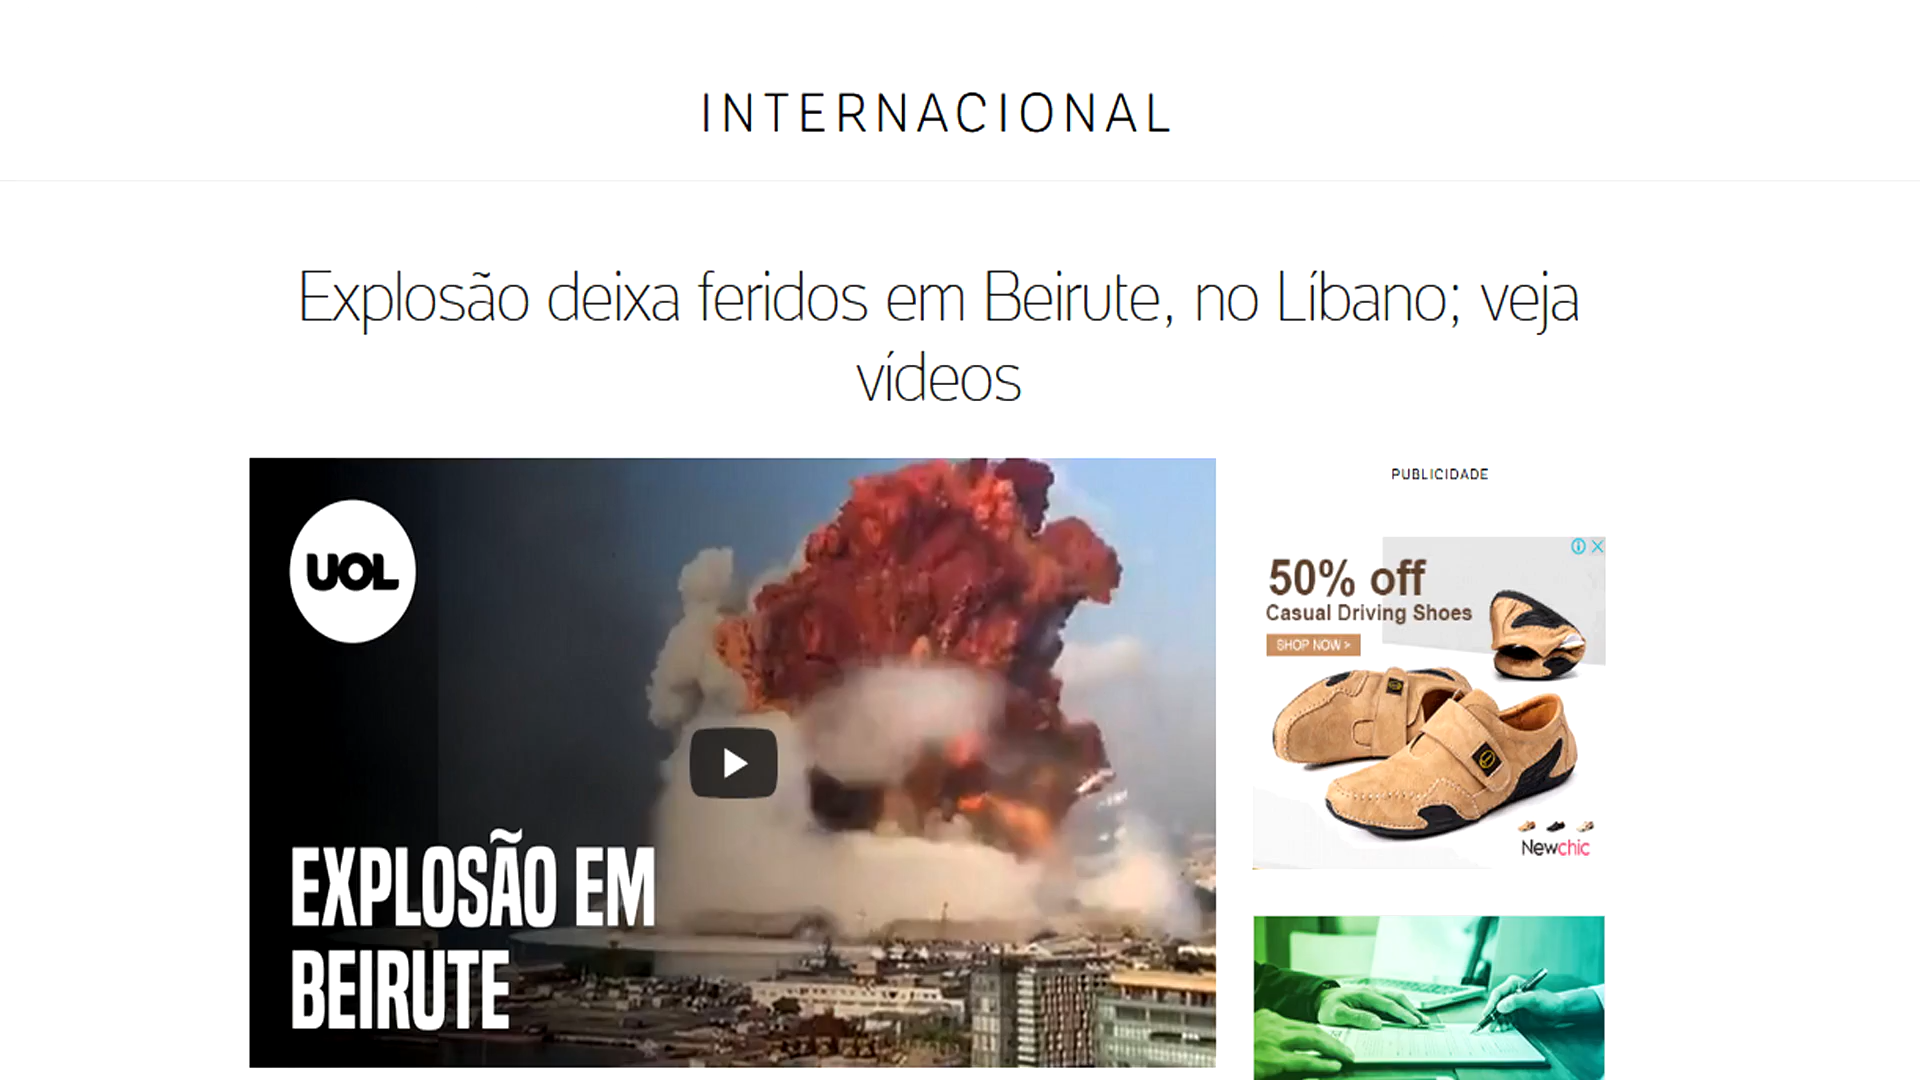 INTERNACIONAL
Explosão deixa feridos em Beirute, no Líbano; veja
vídeos
UOL
EXPLOSÃO EM
BEIRUTE
PUBLICIDADE
50% off
Casual Driving Shoes
SHOP NOW >
Newchic